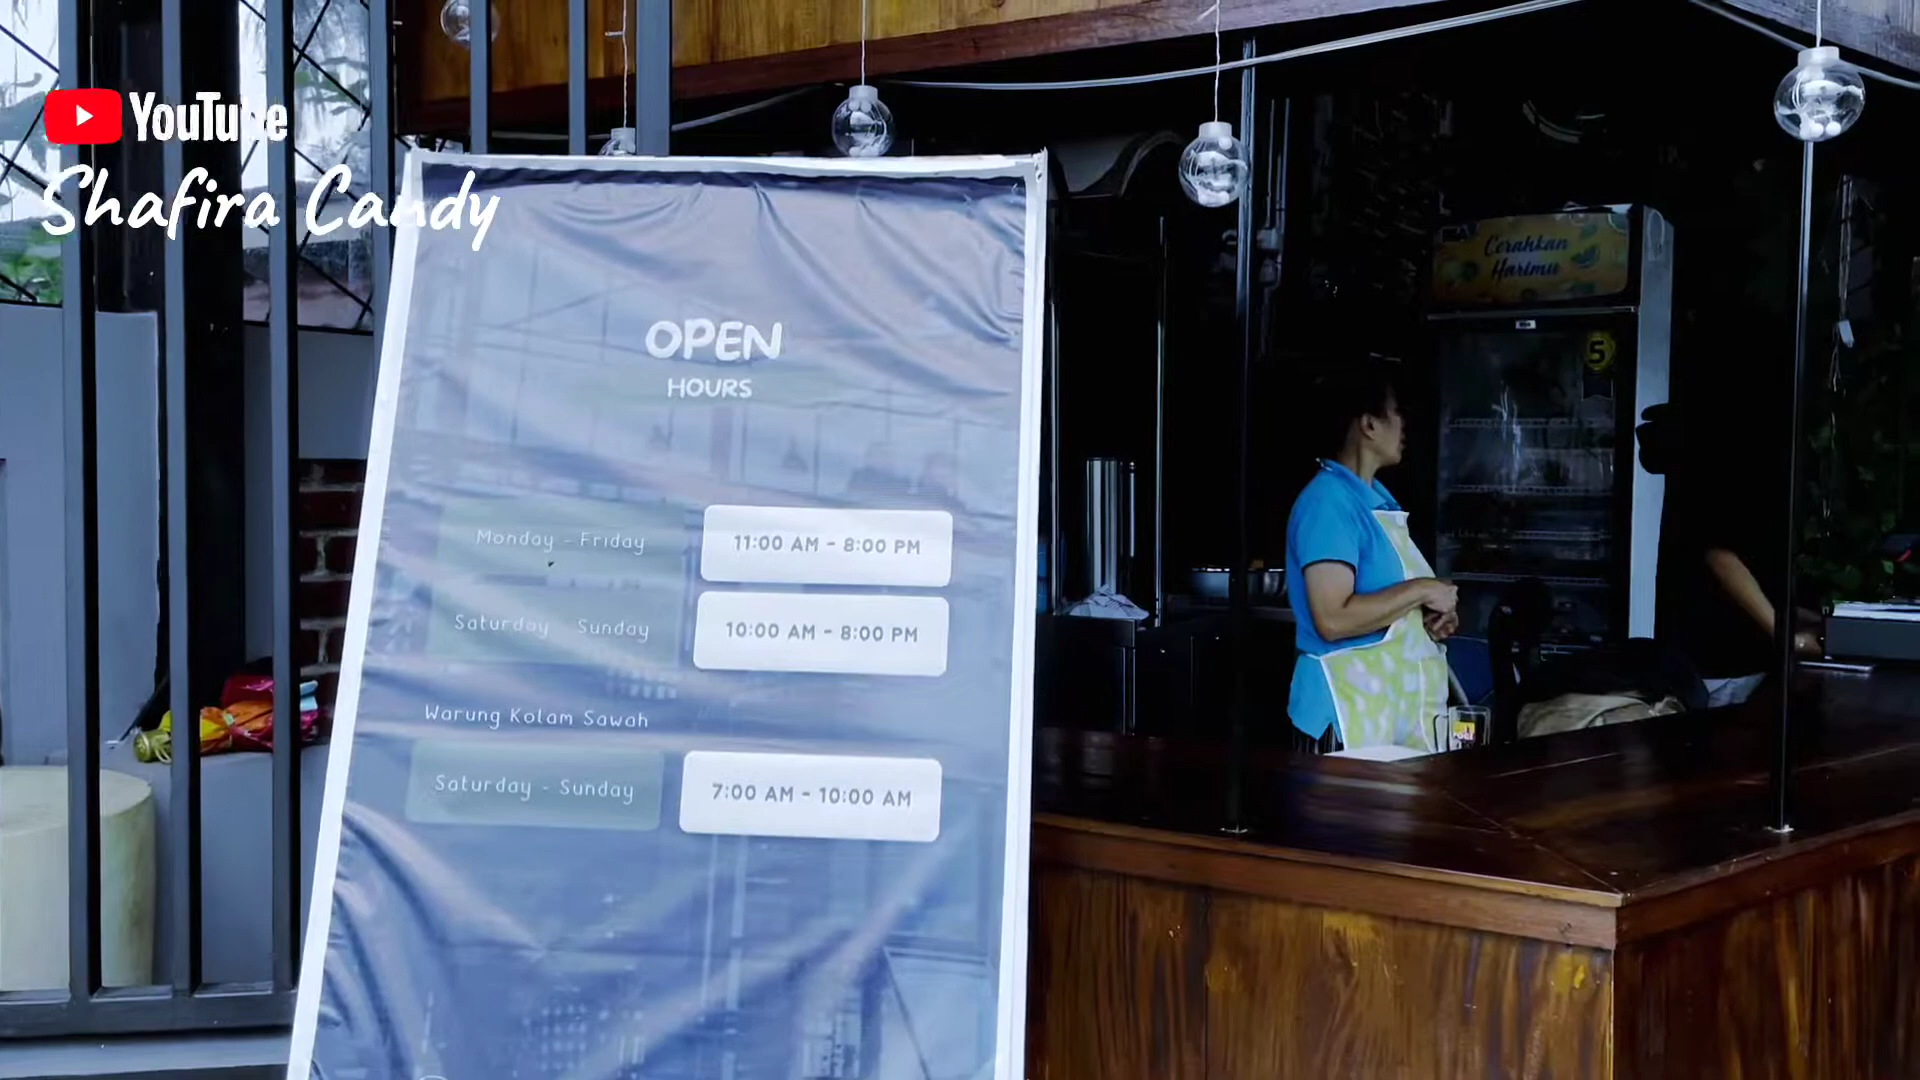 YouTube
Shafira Candy
OPEN
HOURS
Monday - Friday
11:00 AM - 8:00 PM
Saturday - Sunday
10:00 AM - 8:00 PM
Warung Kolam Sawah
Saturday - Sunday
7:00 AM - 10:00 AM
Cerahkan
Harimu
5